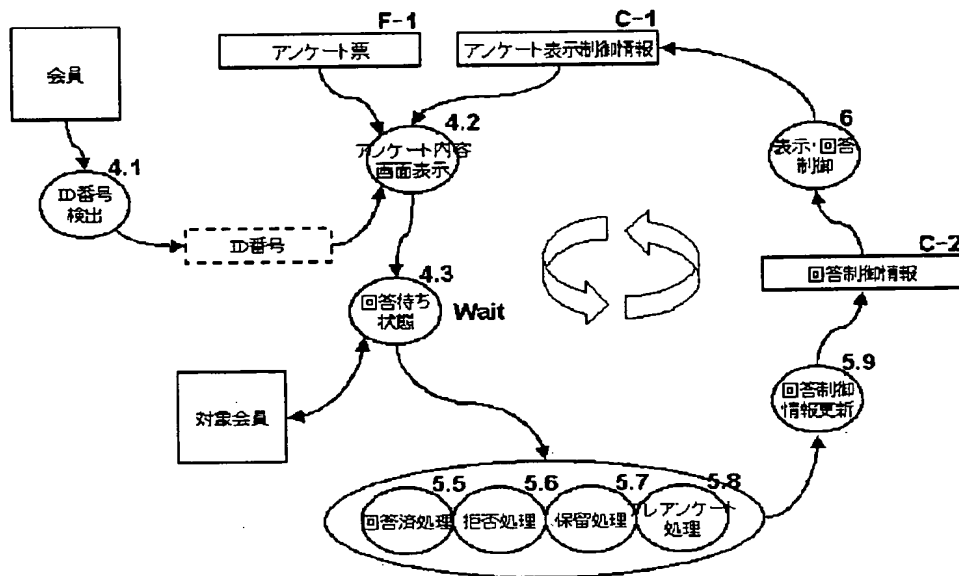 F-1
アンケート票
C-1
アンケート表示制御情報
会員
4.1
ID番号
検出
4.2
アンケート内容
画面表示
6
表示・回答
制御
ID番号
C-2
回答制御情報
4.3
回答待ち
状態
Wait
対象会員
5.9
回答制御
情報更新
5.5
回答済処理
5.6
拒否処理
5.7
保留処理
5.8
プレアンケート
処理